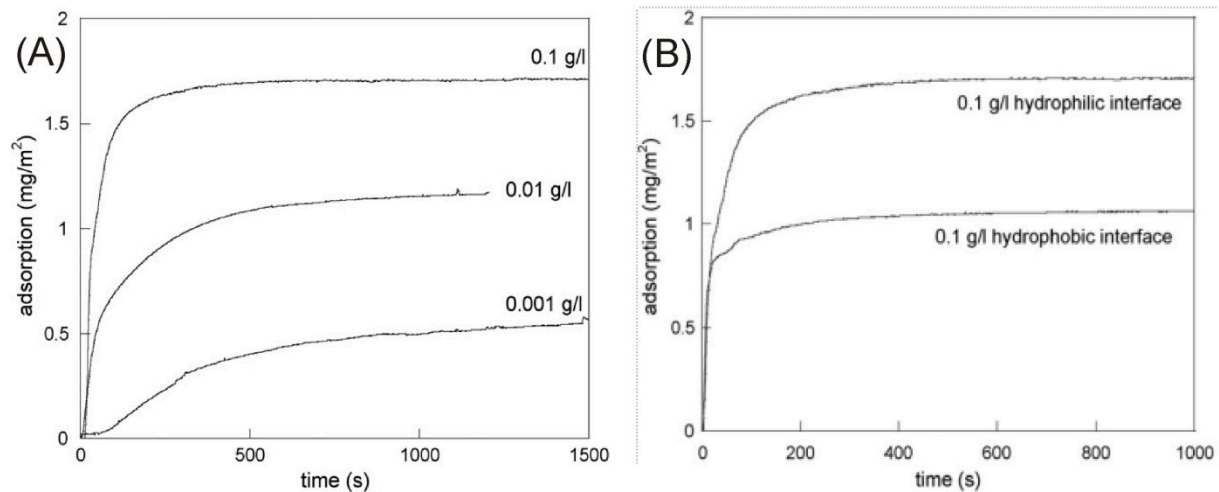 (A)
2
1.5
1
0.5
0
adsorption (mg/m²)
0.1 g/l
0.01 g/l
0.001 g/l
0
500
1000
1500
time (s)
(B)
2
1.5
1
0.5
0
adsorption (mg/m²)
0.1 g/l hydrophilic interface
0.1 g/l hydrophobic interface
0
200
400
600
800
1000
time (s)